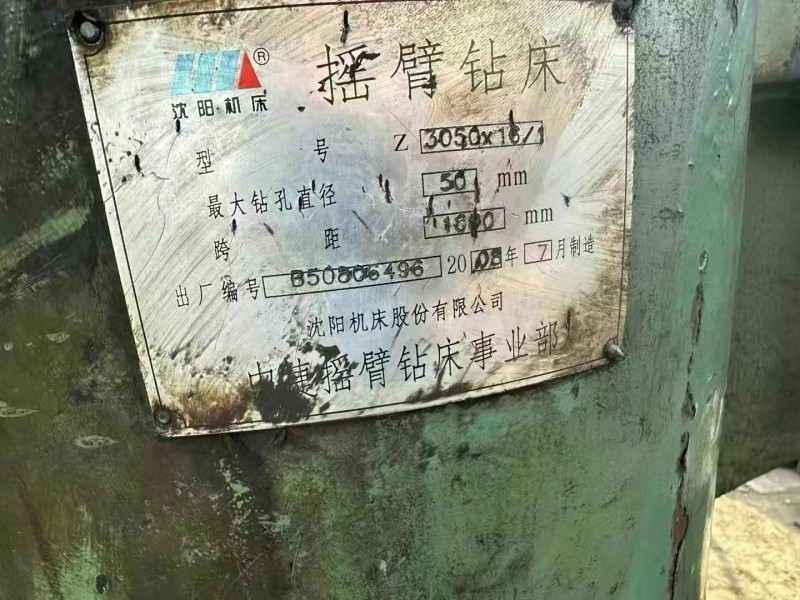 ®
沈阳机床
摇臂钻床
型号 Z 3050x16/1
最大钻孔直径 50 mm
跨距 1600 mm
出厂编号 B50806496 2008年 7月制造
沈阳机床股份有限公司
中捷摇臂钻床事业部